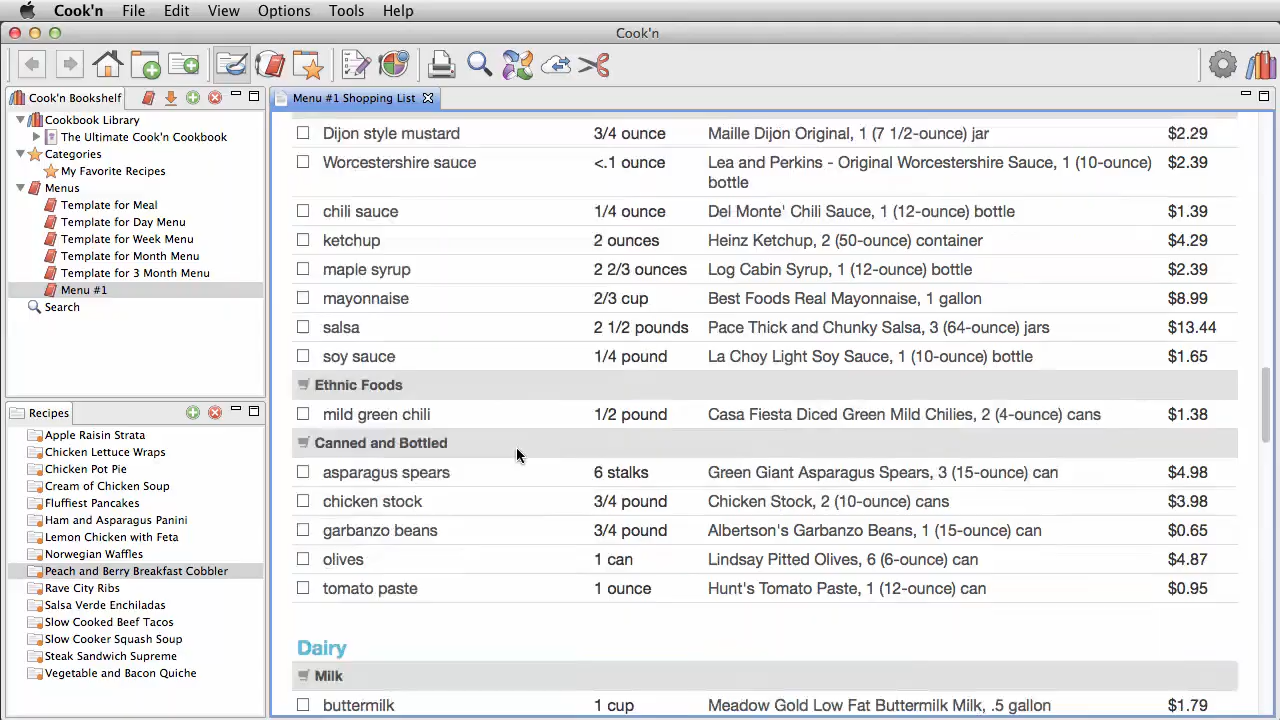 Cook'n File Edit View Options Tools Help
Cook'n
Cook'n Bookshelf
Cookbook Library
The Ultimate Cook'n Cookbook
Categories
My Favorite Recipes
Menus
Template for Meal
Template for Day Menu
Template for Week Menu
Template for Month Menu
Template for 3 Month Menu
Menu #1
Search
Recipes
Apple Raisin Strata
Chicken Lettuce Wraps
Chicken Pot Pie
Cream of Chicken Soup
Fluffiest Pancakes
Ham and Asparagus Panini
Lemon Chicken with Feta
Norwegian Waffles
Peach and Berry Breakfast Cobbler
Rave City Ribs
Salsa Verde Enchiladas
Slow Cooked Beef Tacos
Slow Cooker Squash Soup
Steak Sandwich Supreme
Vegetable and Bacon Quiche
Menu #1 Shopping List
Dijon style mustard 3/4 ounce Maille Dijon Original, 1 (7 1/2-ounce) jar $2.29
Worcestershire sauce <.1 ounce Lea and Perkins - Original Worcestershire Sauce, 1 (10-ounce) $2.39
bottle
chili sauce 1/4 ounce Del Monte' Chili Sauce, 1 (12-ounce) bottle $1.39
ketchup 2 ounces Heinz Ketchup, 2 (50-ounce) container $4.29
maple syrup 2 2/3 ounces Log Cabin Syrup, 1 (12-ounce) bottle $2.39
mayonnaise 2/3 cup Best Foods Real Mayonnaise, 1 gallon $8.99
salsa 2 1/2 pounds Pace Thick and Chunky Salsa, 3 (64-ounce) jars $13.44
soy sauce 1/4 pound La Choy Light Soy Sauce, 1 (10-ounce) bottle $1.65
Ethnic Foods
mild green chili 1/2 pound Casa Fiesta Diced Green Mild Chilies, 2 (4-ounce) cans $1.38
Canned and Bottled
asparagus spears 6 stalks Green Giant Asparagus Spears, 3 (15-ounce) can $4.98
chicken stock 3/4 pound Chicken Stock, 2 (10-ounce) cans $3.98
garbanzo beans 3/4 pound Albertson's Garbanzo Beans, 1 (15-ounce) can $0.65
olives 1 can Lindsay Pitted Olives, 6 (6-ounce) can $4.87
tomato paste 1 ounce Hunt's Tomato Paste, 1 (12-ounce) can $0.95
Dairy
Milk
buttermilk 1 cup Meadow Gold Low Fat Buttermilk Milk, .5 gallon $1.79